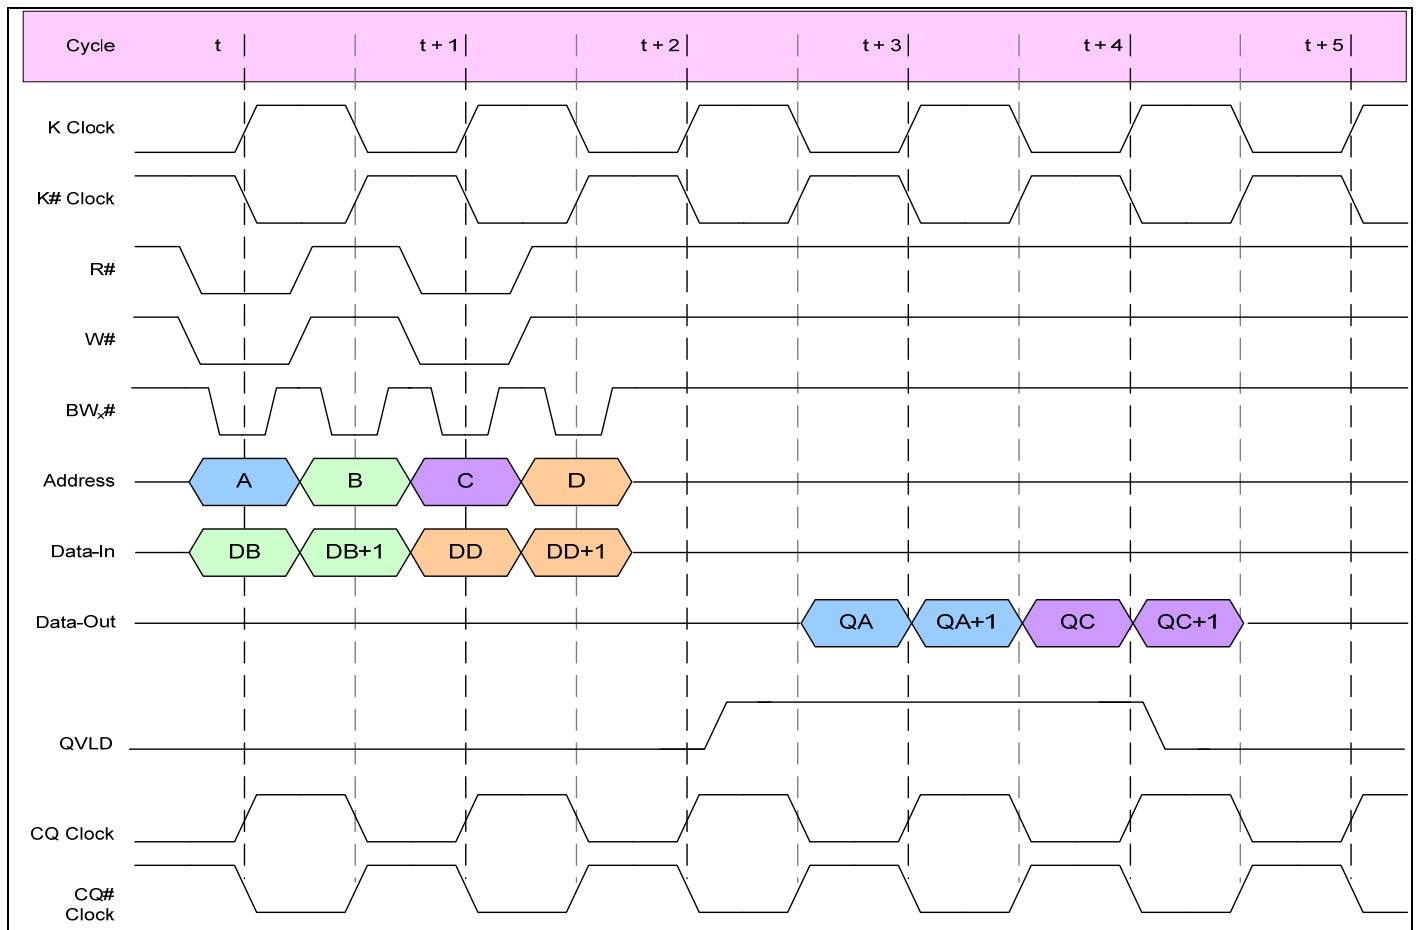 Cycle t t + 1 t + 2 t + 3 t + 4 t + 5
K Clock
K# Clock
R#
W#
BWx#
Address A B C D
Data-In DB DB+1 DD DD+1
Data-Out QA QA+1 QC QC+1
QVLD
CQ Clock
CQ#
Clock